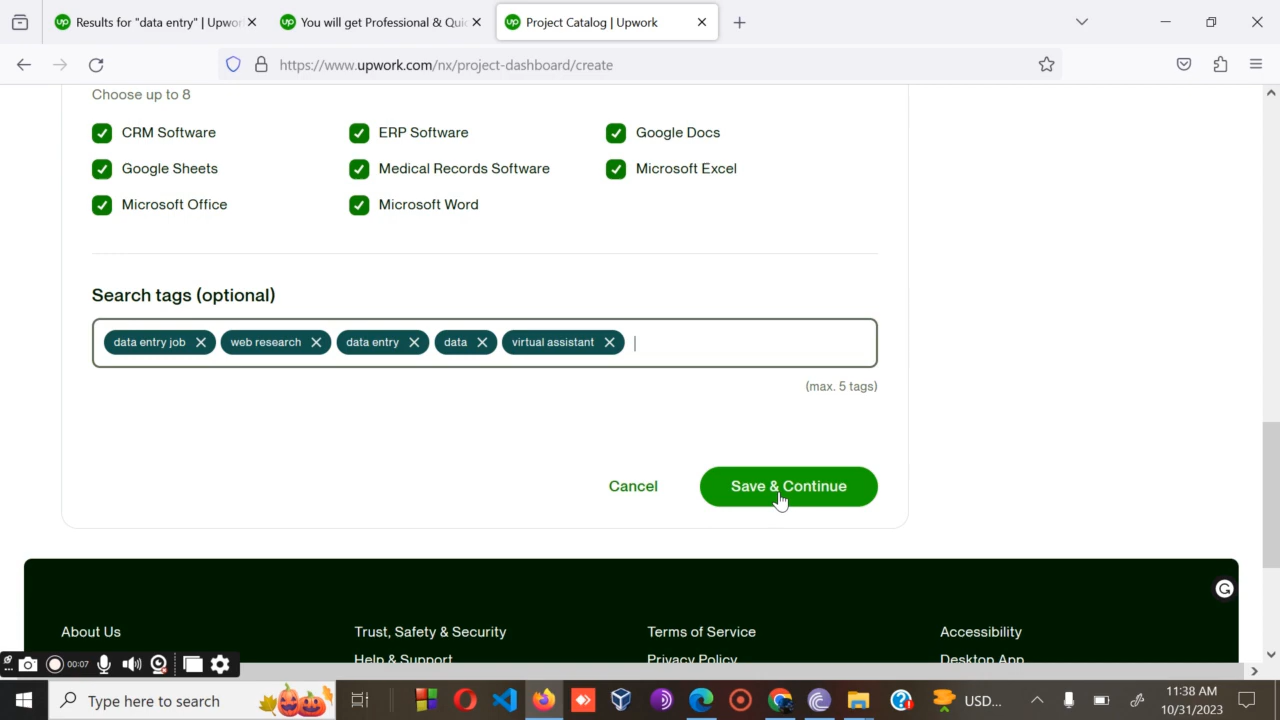 Results for "data entry" | Upwor
You will get Professional & Qui
Project Catalog | Upwork
https://www.upwork.com/nx/project-dashboard/create
Choose up to 8
CRM Software ERP Software Google Docs
Google Sheets Medical Records Software Microsoft Excel
Microsoft Office Microsoft Word
Search tags (optional)
data entry job web research data entry data virtual assistant
(max. 5 tags)
Cancel Save & Continue
About Us Trust, Safety & Security Terms of Service Accessibility
Help & Support Privacy Policy Desktop App
00:07
Type here to search
USD...
11:38 AM
10/31/2023